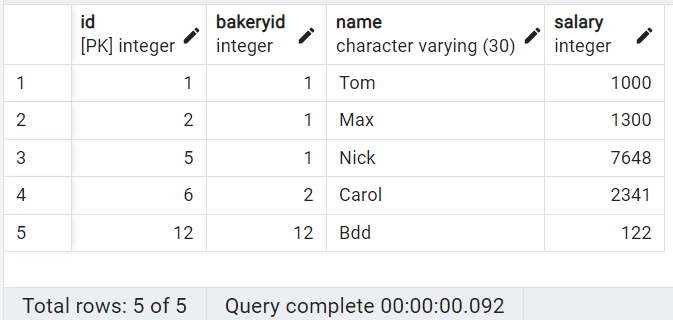 id bakeryid name salary
[PK] integer integer character varying (30) integer
1 1 1 Tom 1000
2 2 1 Max 1300
3 5 1 Nick 7648
4 6 2 Carol 2341
5 12 12 Bdd 122
Total rows: 5 of 5 Query complete 00:00:00.092